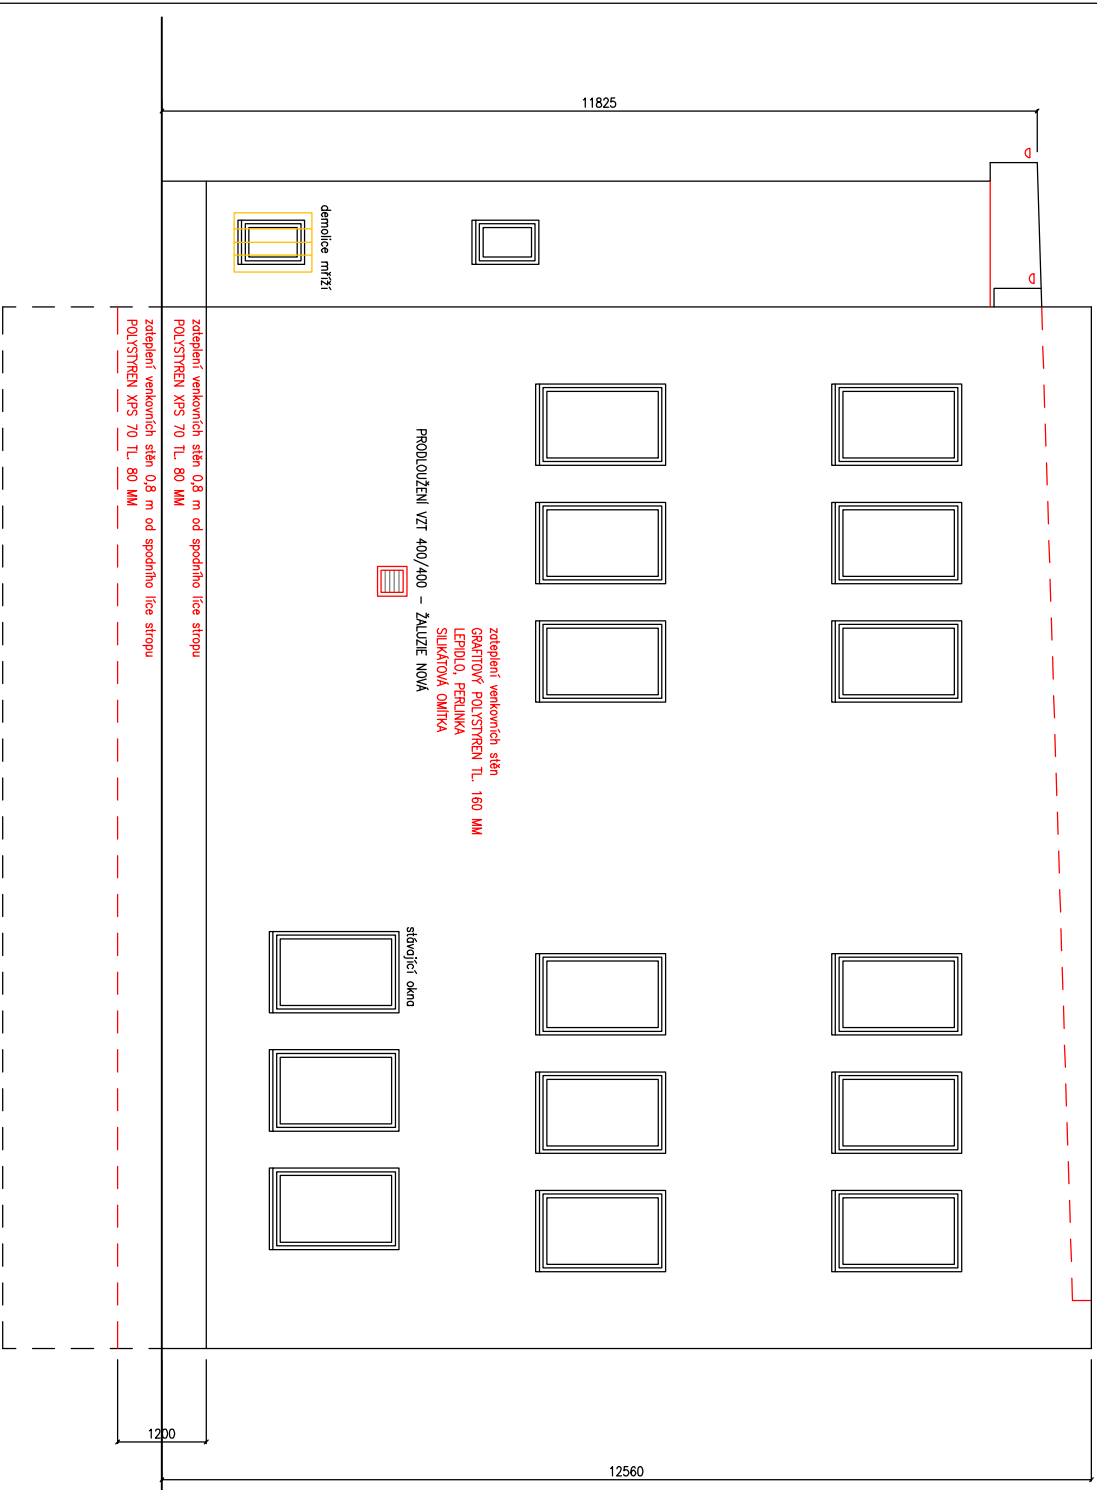 11825
demolice mříží
zateplení venkovních stěn 0,8 m od spodního líce stropu
POLYSTYREN XPS 70 TL. 80 MM
zateplení venkovních stěn 0,8 m od spodního líce stropu
POLYSTYREN XPS 70 TL. 80 MM
PRODLOUŽENÍ VZT 400/400 - ŽALUZIE NOVÁ
zateplení venkovních stěn
GRAFITOVÝ POLYSTYREN TL. 160 MM
LEPIDLO, PERLINKA
SILIKÁTOVÁ OMÍTKA
stávající okna
1200
12560